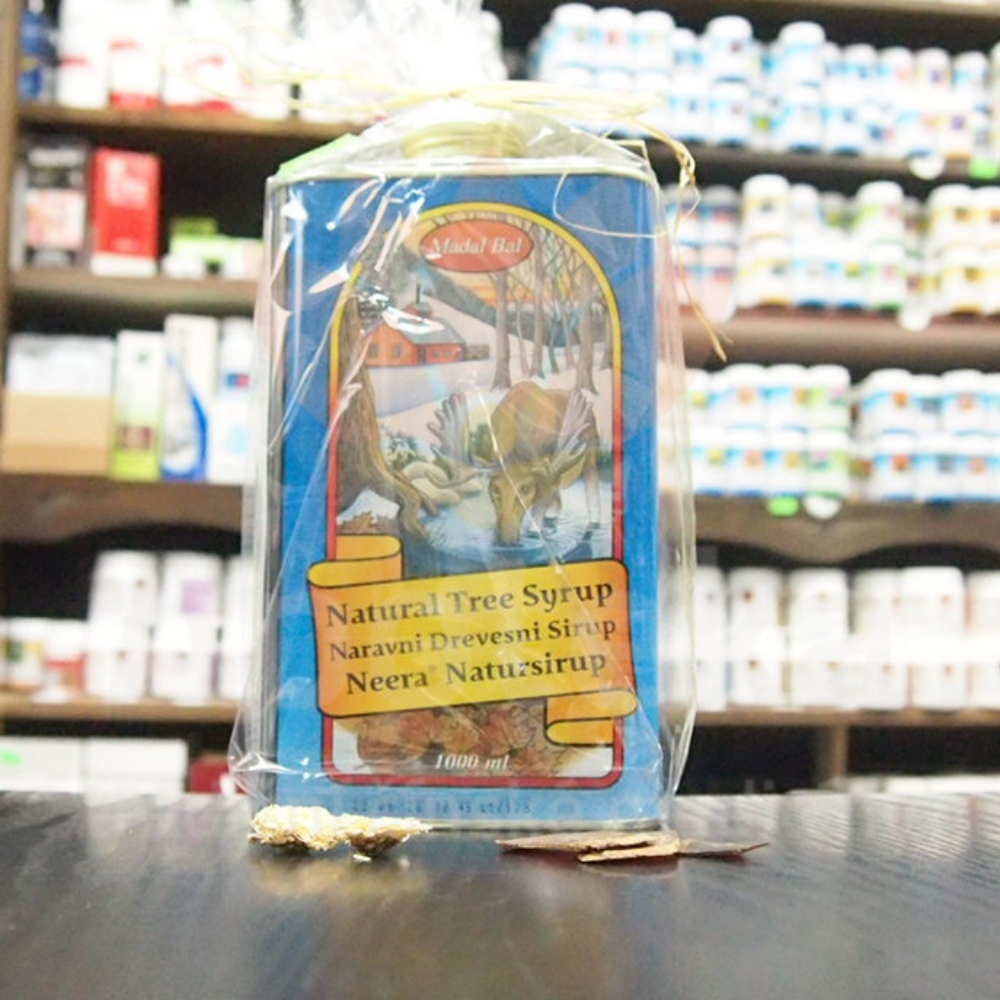 Madal Bal
Natural Tree Syrup
Naravni Drevesni Sirup
Neera® Natursirup
1000 ml